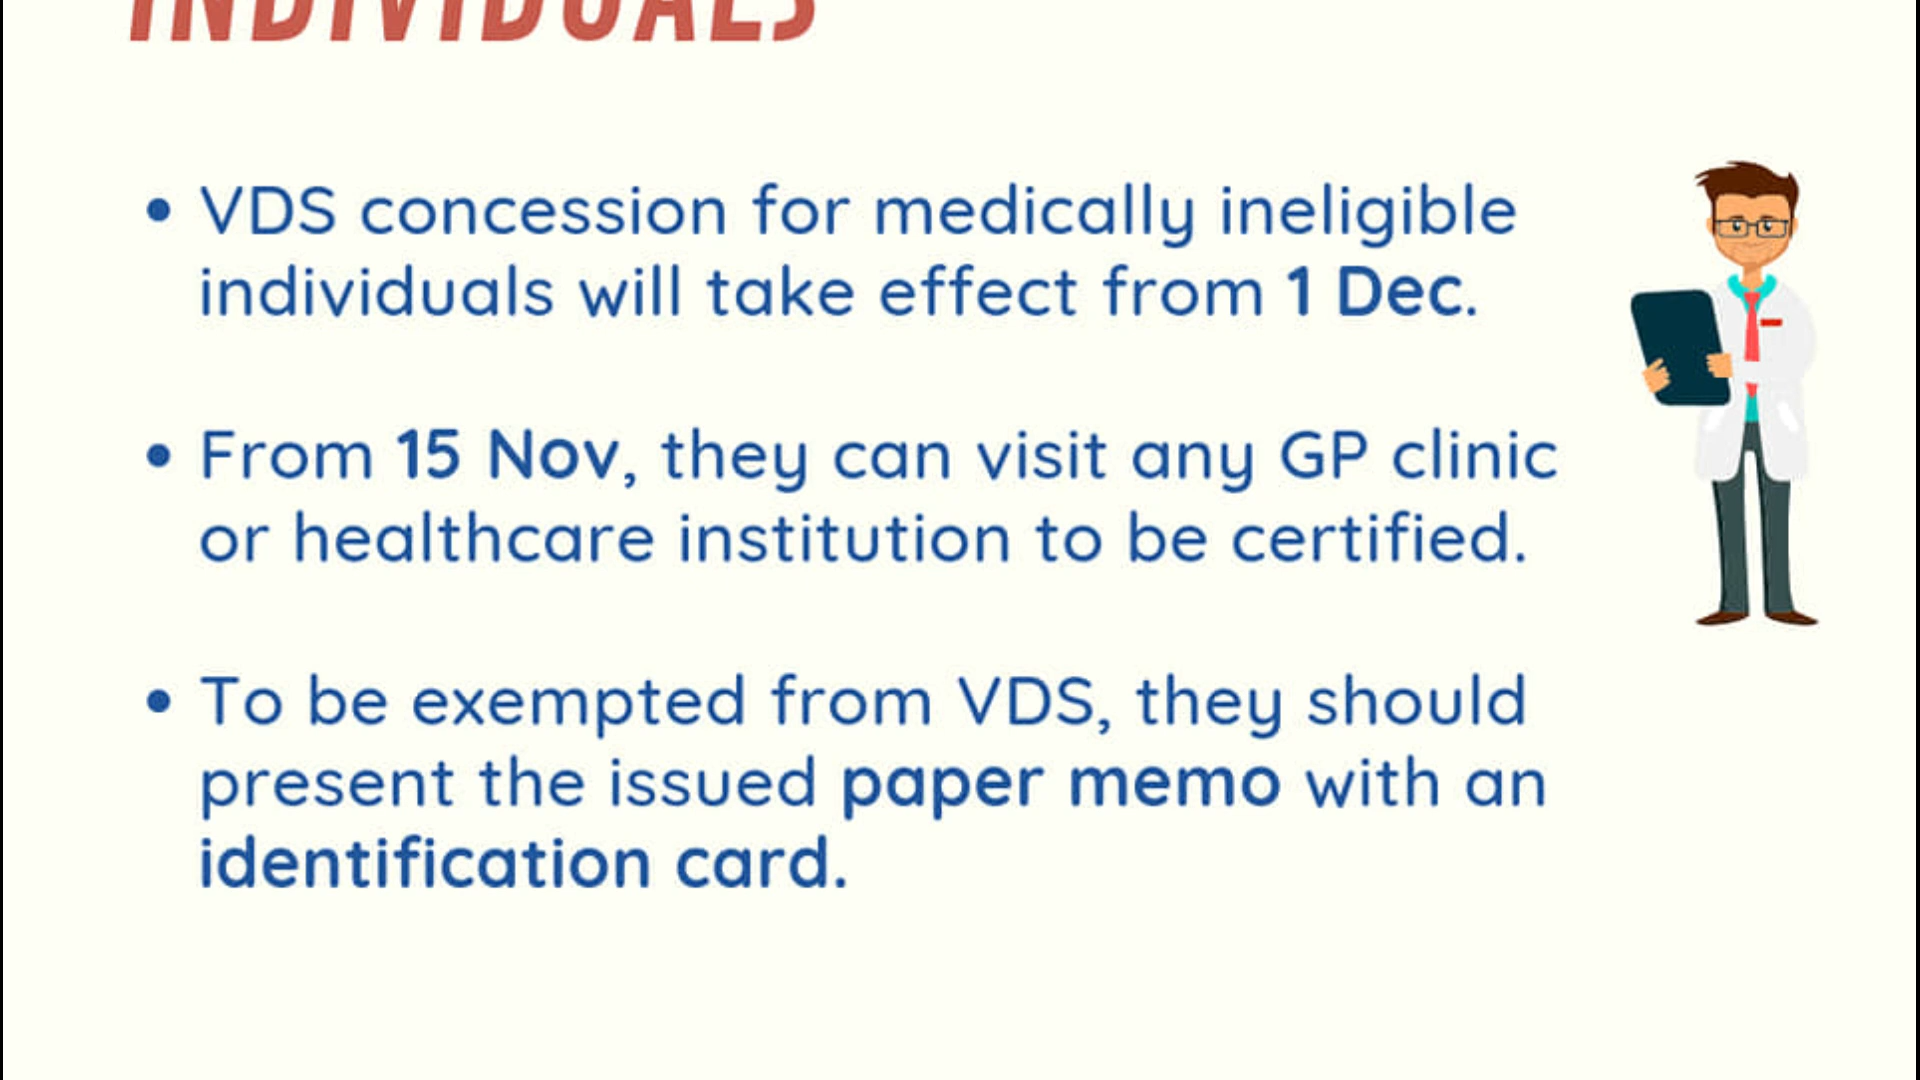 INDIVIDUALS
• VDS concession for medically ineligible
individuals will take effect from 1 Dec.
• From 15 Nov, they can visit any GP clinic
or healthcare institution to be certified.
• To be exempted from VDS, they should
present the issued paper memo with an
identification card.